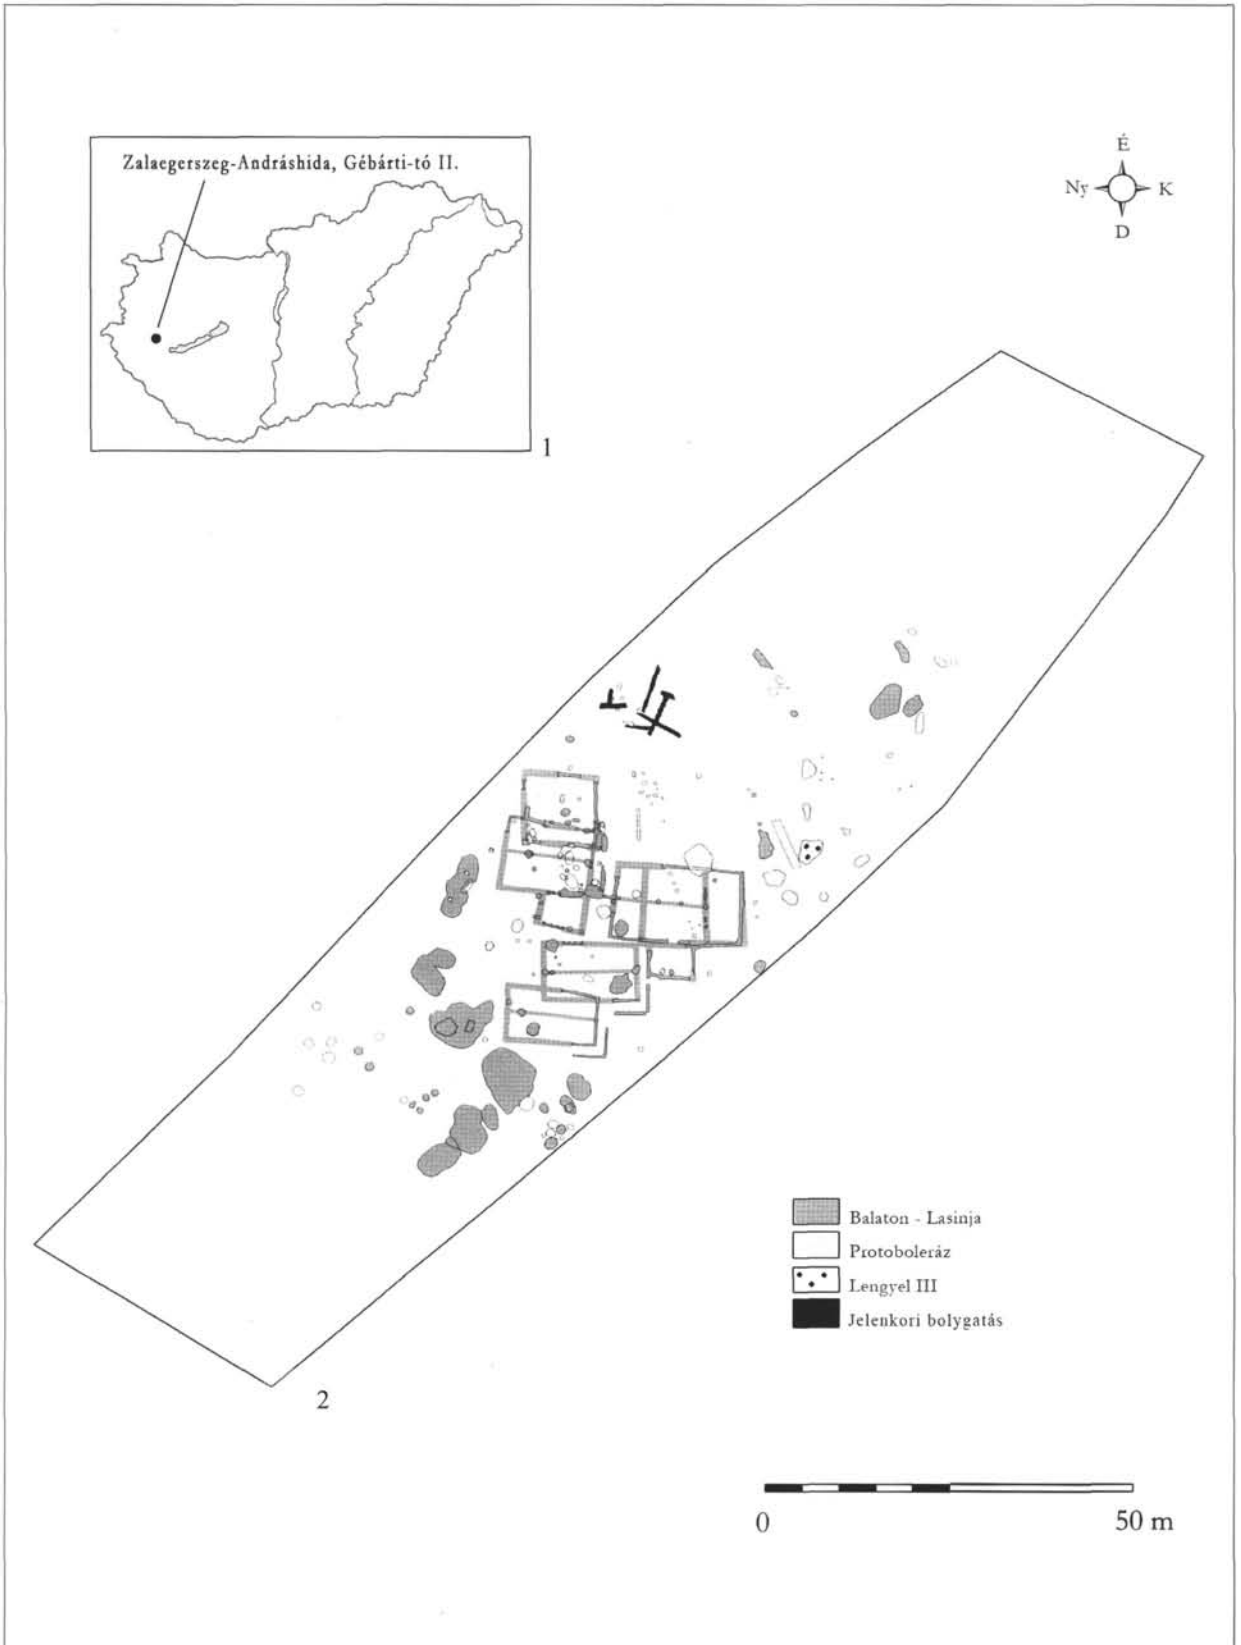 Zalaegerszeg-Andráshida, Gébárti-tó II.
1
É
Ny K
D
Balaton - Lasinja
Protoboleráz
Lengyel III
Jelenkori bolygatás
2
0 50 m